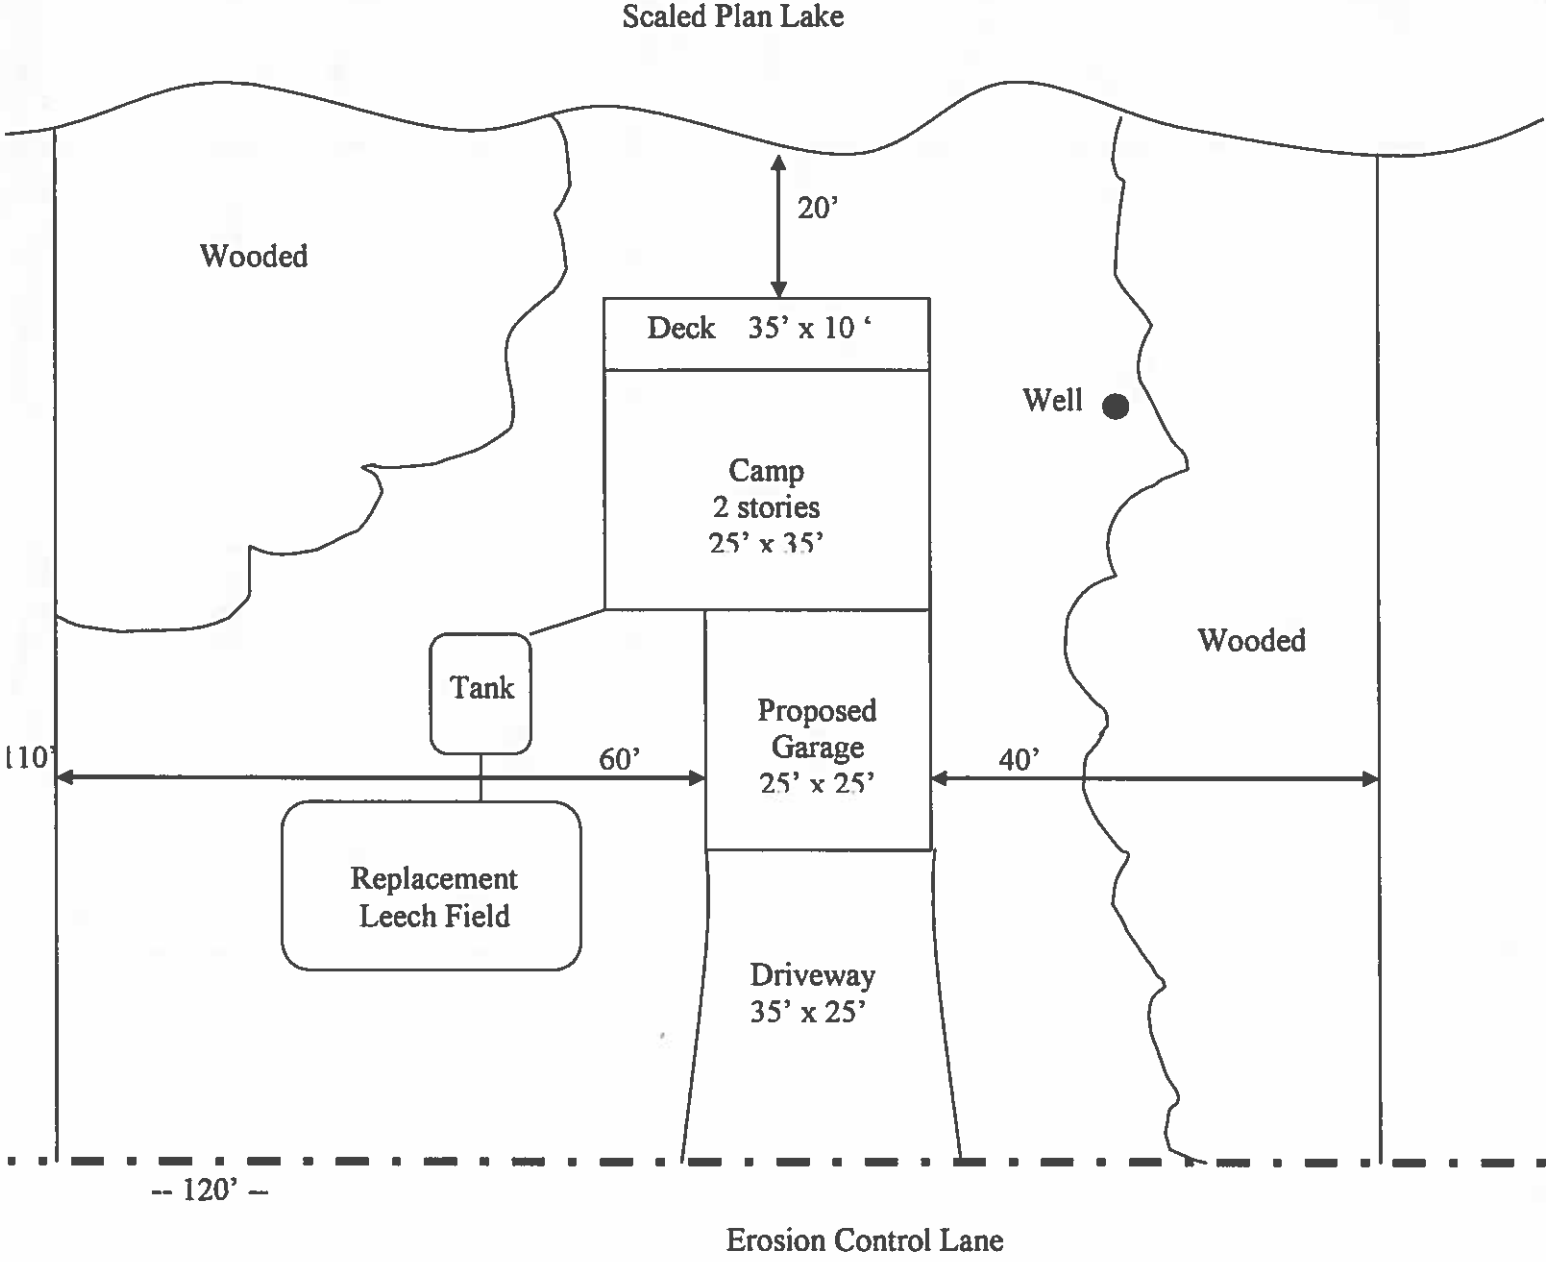 Scaled Plan Lake
20’
Wooded
Deck 35’ x 10 ‘
Well
Camp
2 stories
25’ x 35’
Wooded
Tank
Proposed
Garage
25’ x 25’
110’
60’
40’
Replacement
Leech Field
Driveway
35’ x 25’
-- 120’ –
Erosion Control Lane